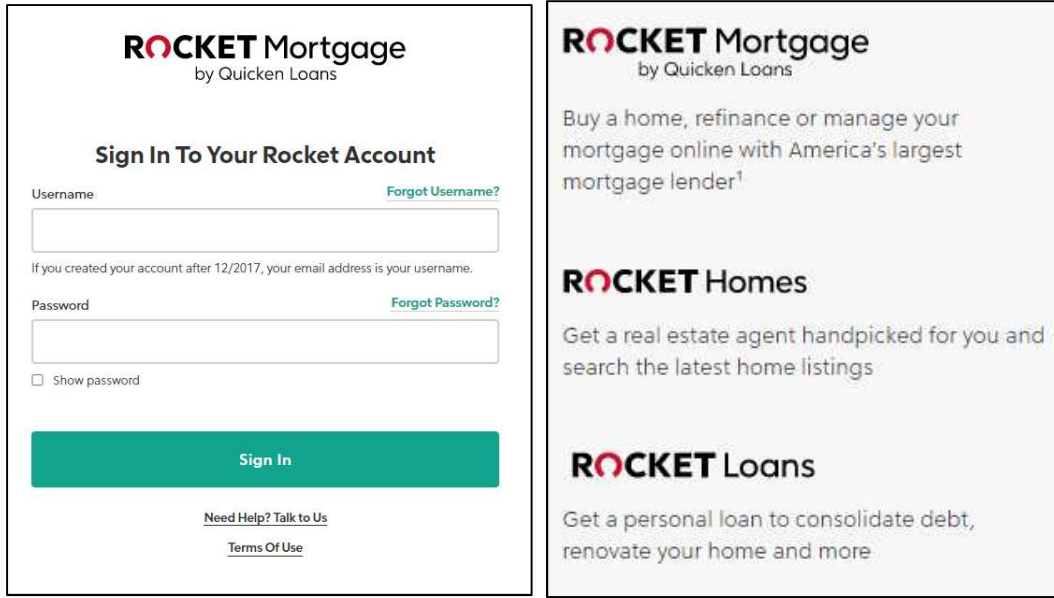 ROCKET Mortgage
by Quicken Loans
Sign In To Your Rocket Account
Username
Forgot Username?
If you created your account after 12/2017, your email address is your username.
Password
Forgot Password?
Show password
Sign In
Need Help? Talk to Us
Terms Of Use
ROCKET Mortgage
by Quicken Loans
Buy a home, refinance or manage your
mortgage online with America's largest
mortgage lender¹
ROCKET Homes
Get a real estate agent handpicked for you and
search the latest home listings
ROCKET Loans
Get a personal loan to consolidate debt,
renovate your home and more